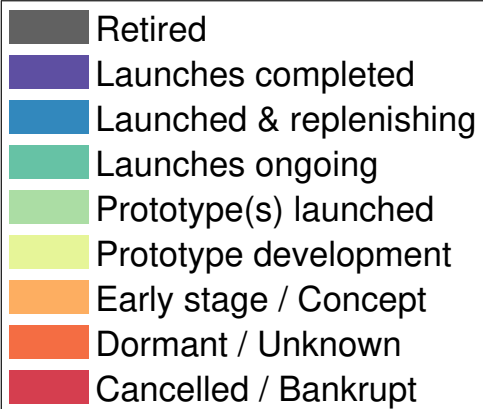 Retired
Launches completed
Launched & replenishing
Launches ongoing
Prototype(s) launched
Prototype development
Early stage / Concept
Dormant / Unknown
Cancelled / Bankrupt